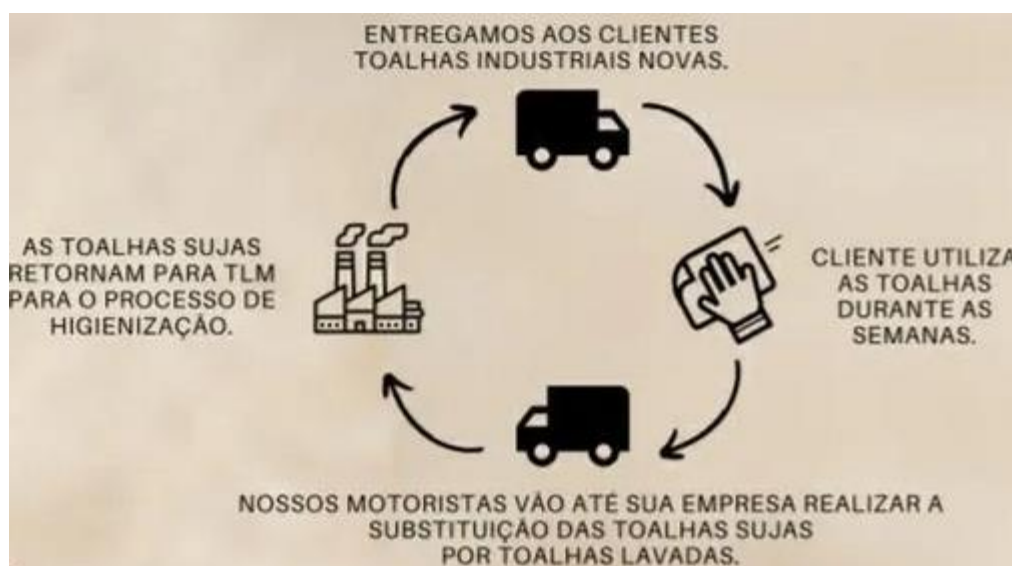 ENTREGAMOS AOS CLIENTES
TOALHAS INDUSTRIAIS NOVAS.
CLIENTE UTILIZA
AS TOALHAS
DURANTE AS
SEMANAS.
NOSSOS MOTORISTAS VÃO ATÉ SUA EMPRESA REALIZAR A
SUBSTITUIÇÃO DAS TOALHAS SUJAS
POR TOALHAS LAVADAS.
AS TOALHAS SUJAS
RETORNAM PARA TLM
PARA O PROCESSO DE
HIGIENIZAÇÃO.